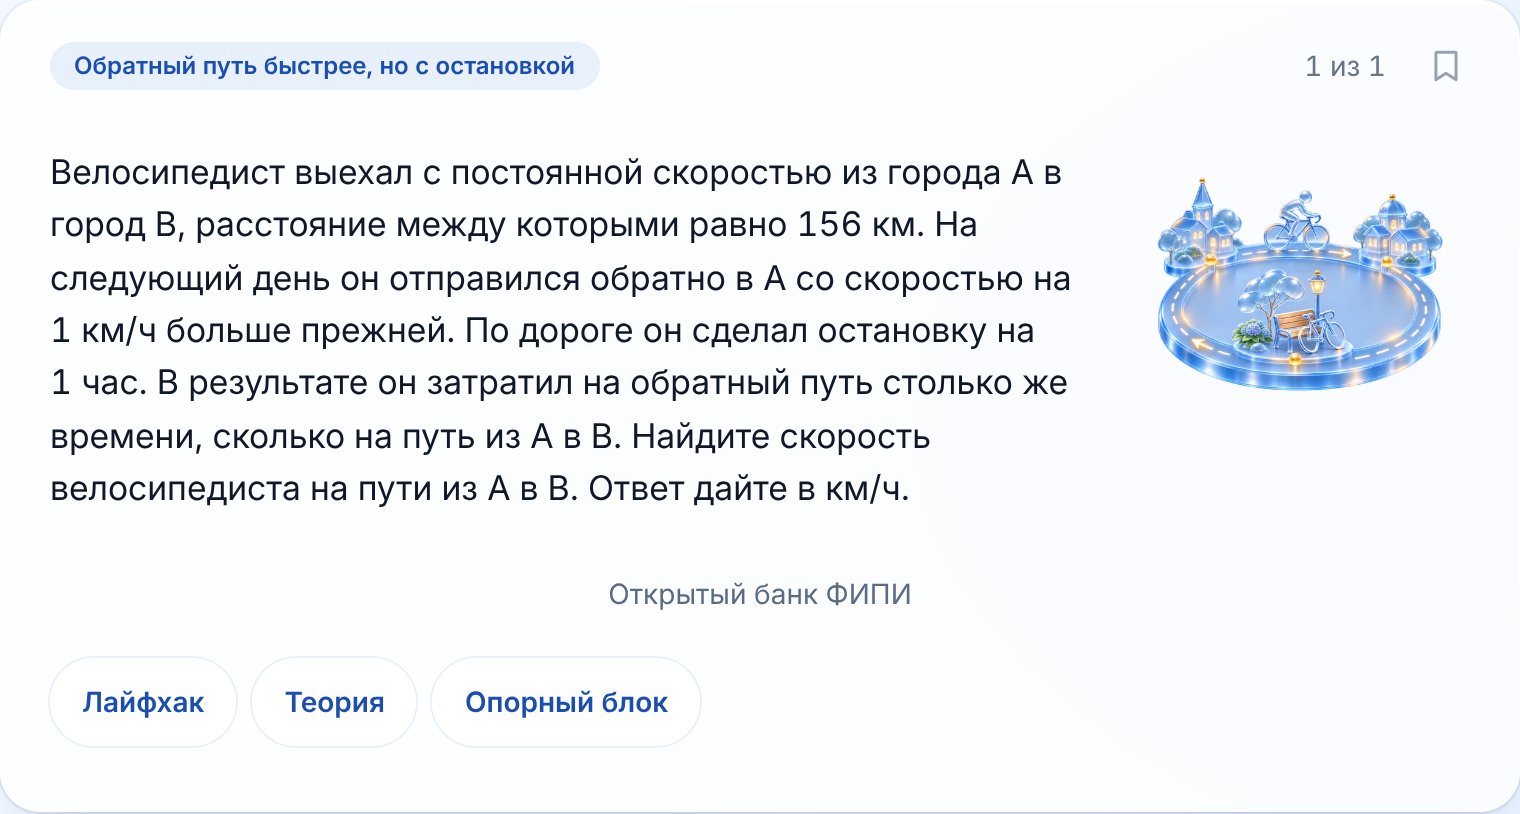 Обратный путь быстрее, но с остановкой
1 из 1
Велосипедист выехал с постоянной скоростью из города А в
город В, расстояние между которыми равно 156 км. На
следующий день он отправился обратно в А со скоростью на
1 км/ч больше прежней. По дороге он сделал остановку на
1 час. В результате он затратил на обратный путь столько же
времени, сколько на путь из А в В. Найдите скорость
велосипедиста на пути из А в В. Ответ дайте в км/ч.
Открытый банк ФИПИ
Лайфхак
Теория
Опорный блок